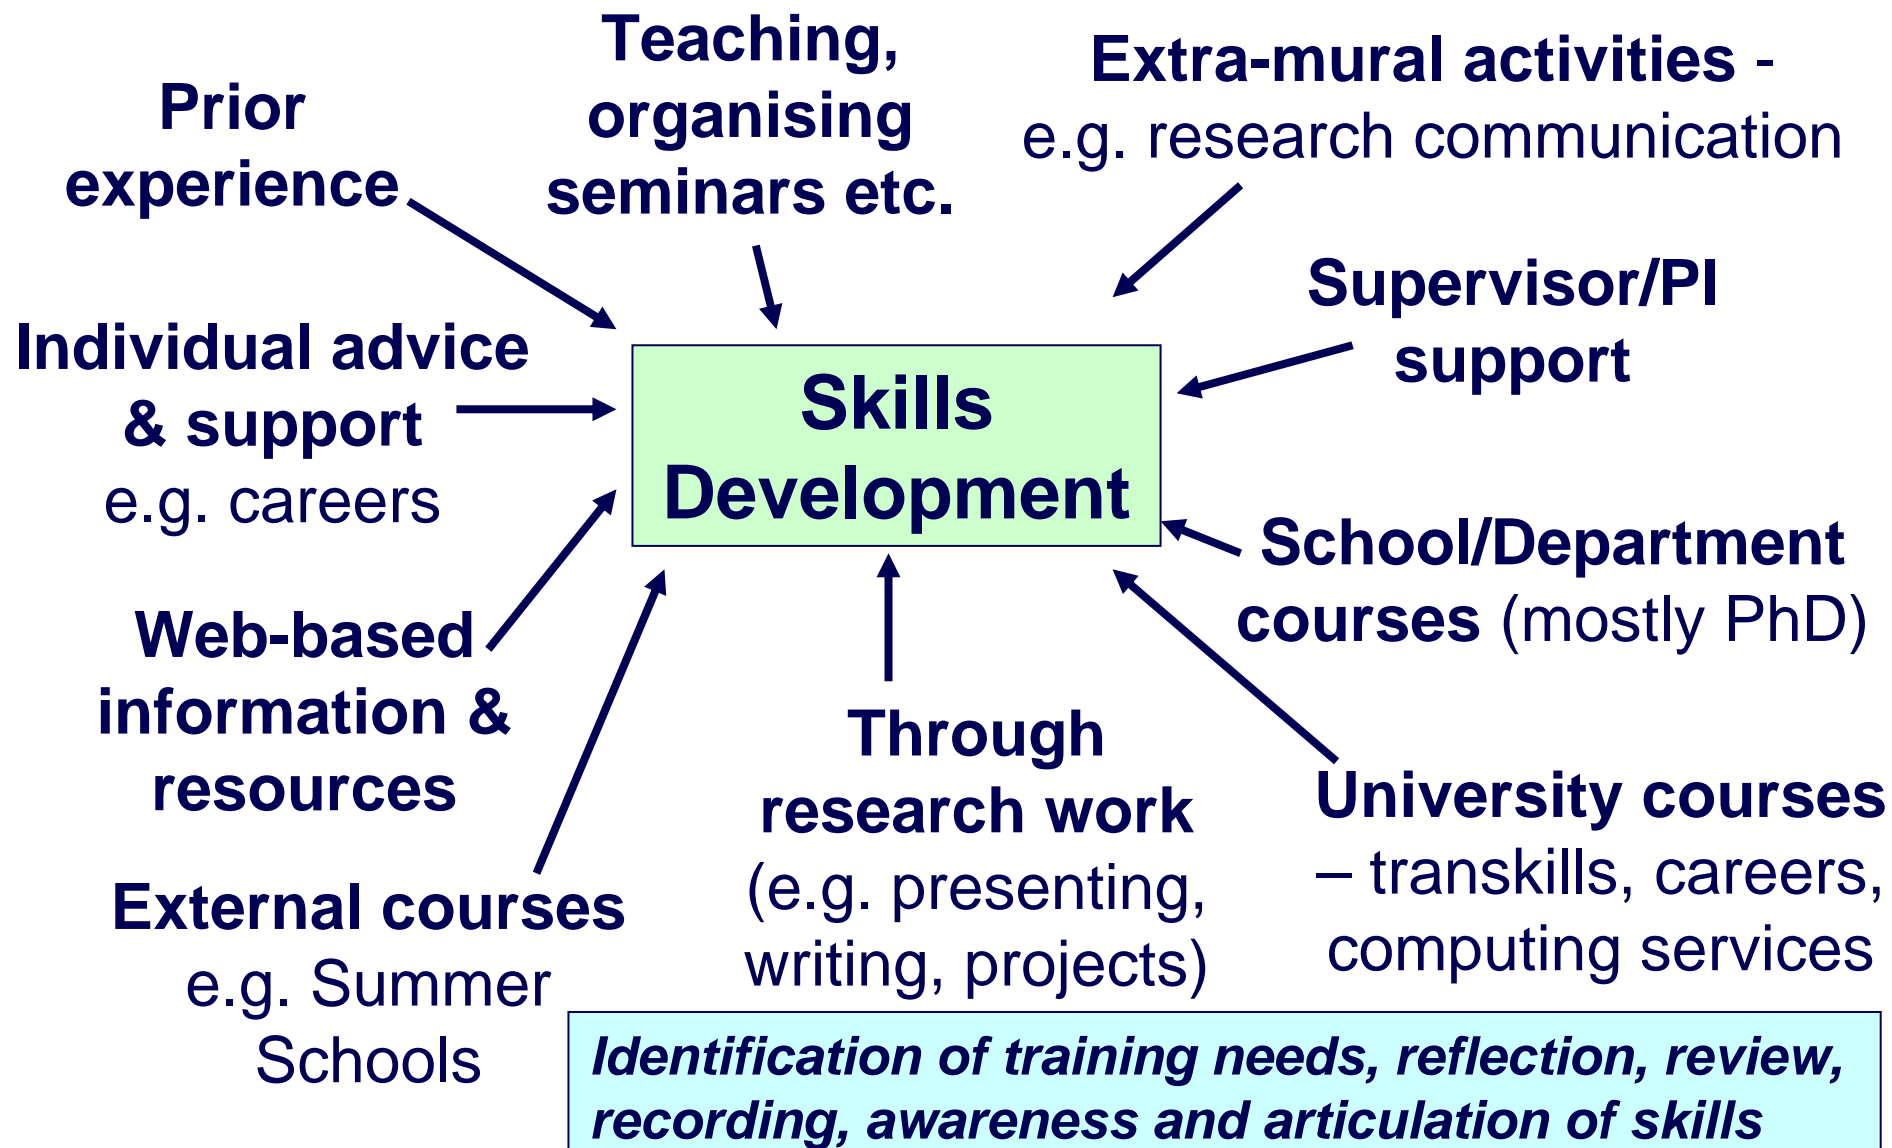 Prior
experience
Teaching,
organising
seminars etc.
Extra-mural activities -
e.g. research communication
Supervisor/PI
support
Individual advice
& support
e.g. careers
Skills
Development
School/Department
courses (mostly PhD)
Web-based
information &
resources
Through
research work
(e.g. presenting,
writing, projects)
University courses
– transkills, careers,
computing services
External courses
e.g. Summer
Schools
Identification of training needs, reflection, review,
recording, awareness and articulation of skills